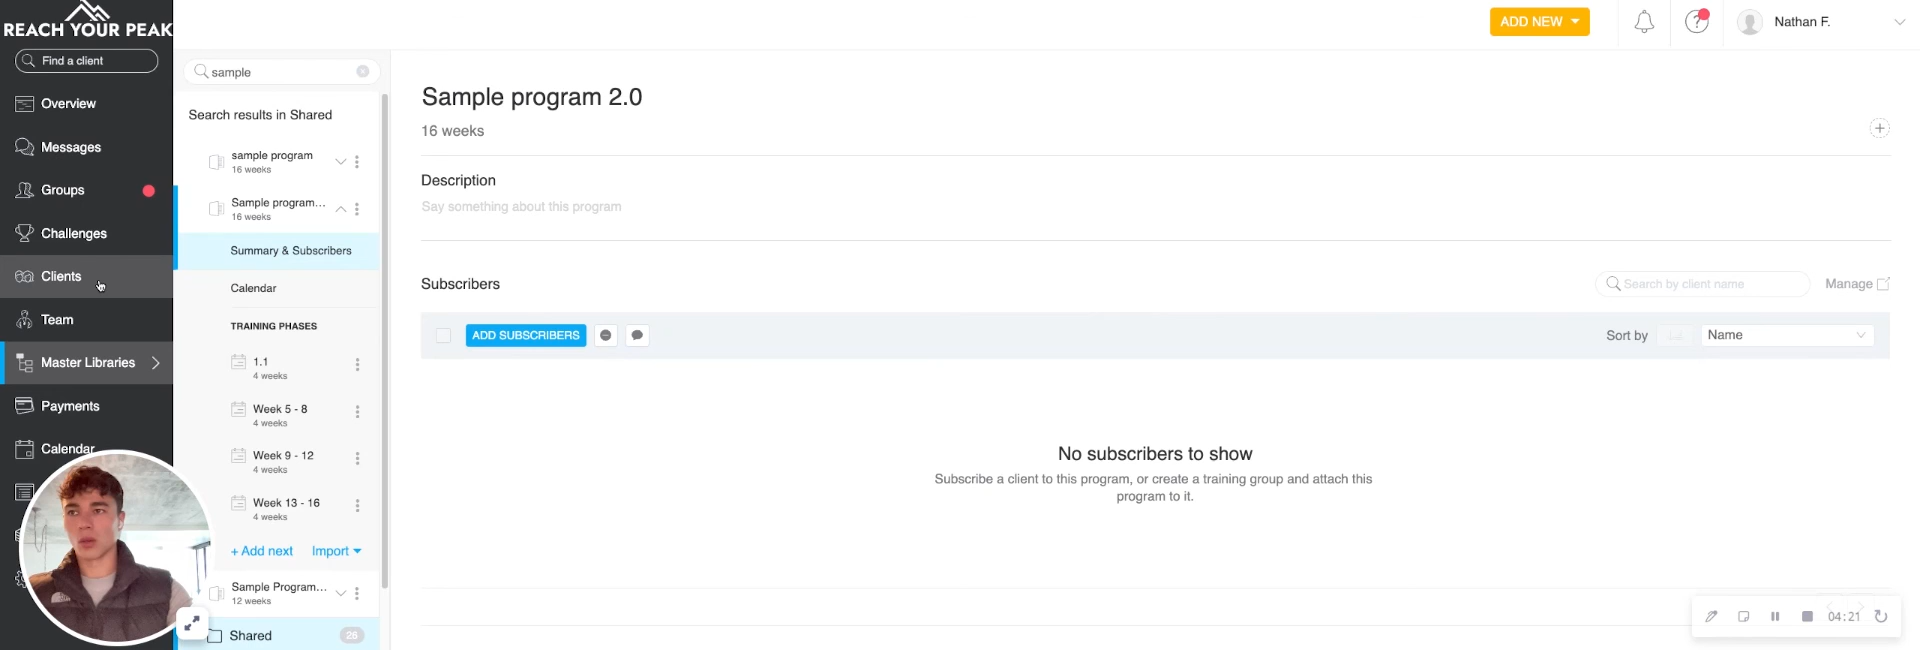 REACH YOUR PEAK
Find a client
Overview
Messages
Groups
Challenges
Clients
Team
Master Libraries
Payments
Calendar
sample
Search results in Shared
sample program
16 weeks
Sample program...
16 weeks
Summary & Subscribers
Calendar
TRAINING PHASES
1.1
4 weeks
Week 5 - 8
4 weeks
Week 9 - 12
4 weeks
Week 13 - 16
4 weeks
+ Add next Import
Sample Program...
12 weeks
Shared 26
ADD NEW
Nathan F.
Sample program 2.0
16 weeks
Description
Say something about this program
Subscribers
Search by client name
Manage
ADD SUBSCRIBERS
Sort by
Name
No subscribers to show
Subscribe a client to this program, or create a training group and attach this
program to it.
04:21